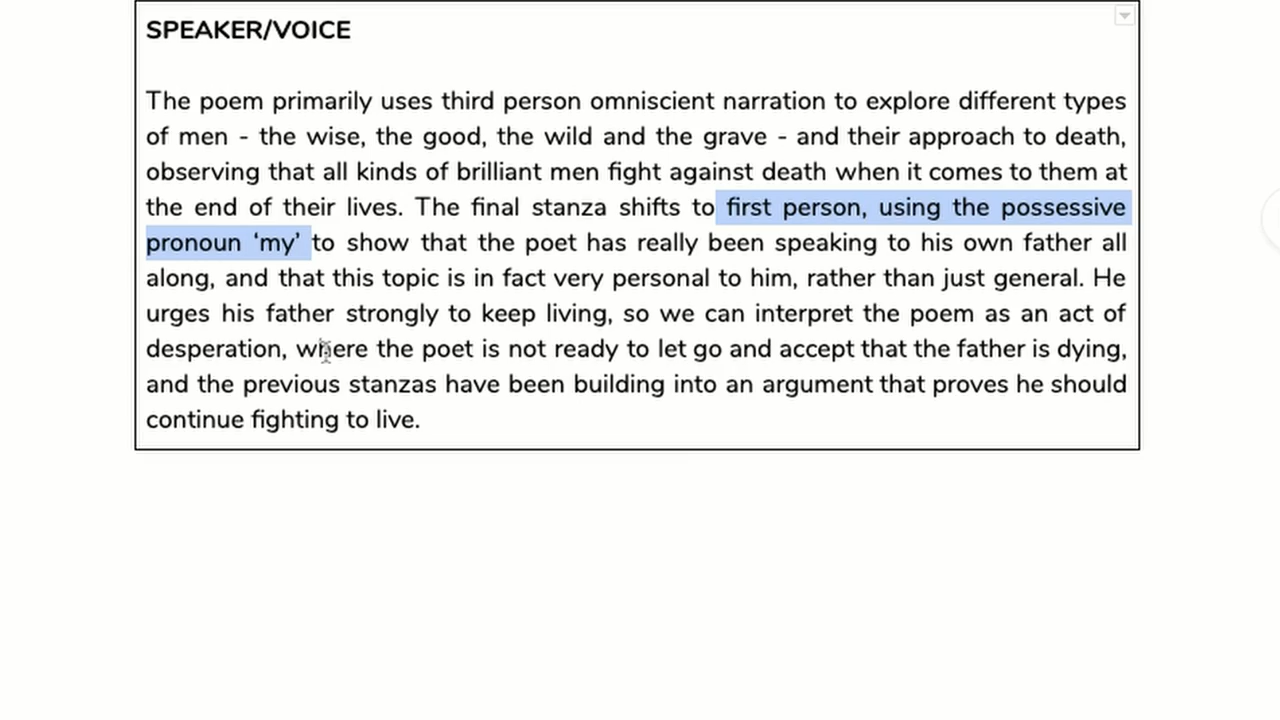 SPEAKER/VOICE
The poem primarily uses third person omniscient narration to explore different types
of men - the wise, the good, the wild and the grave - and their approach to death,
observing that all kinds of brilliant men fight against death when it comes to them at
the end of their lives. The final stanza shifts to first person, using the possessive
pronoun ‘my’ to show that the poet has really been speaking to his own father all
along, and that this topic is in fact very personal to him, rather than just general. He
urges his father strongly to keep living, so we can interpret the poem as an act of
desperation, where the poet is not ready to let go and accept that the father is dying,
and the previous stanzas have been building into an argument that proves he should
continue fighting to live.